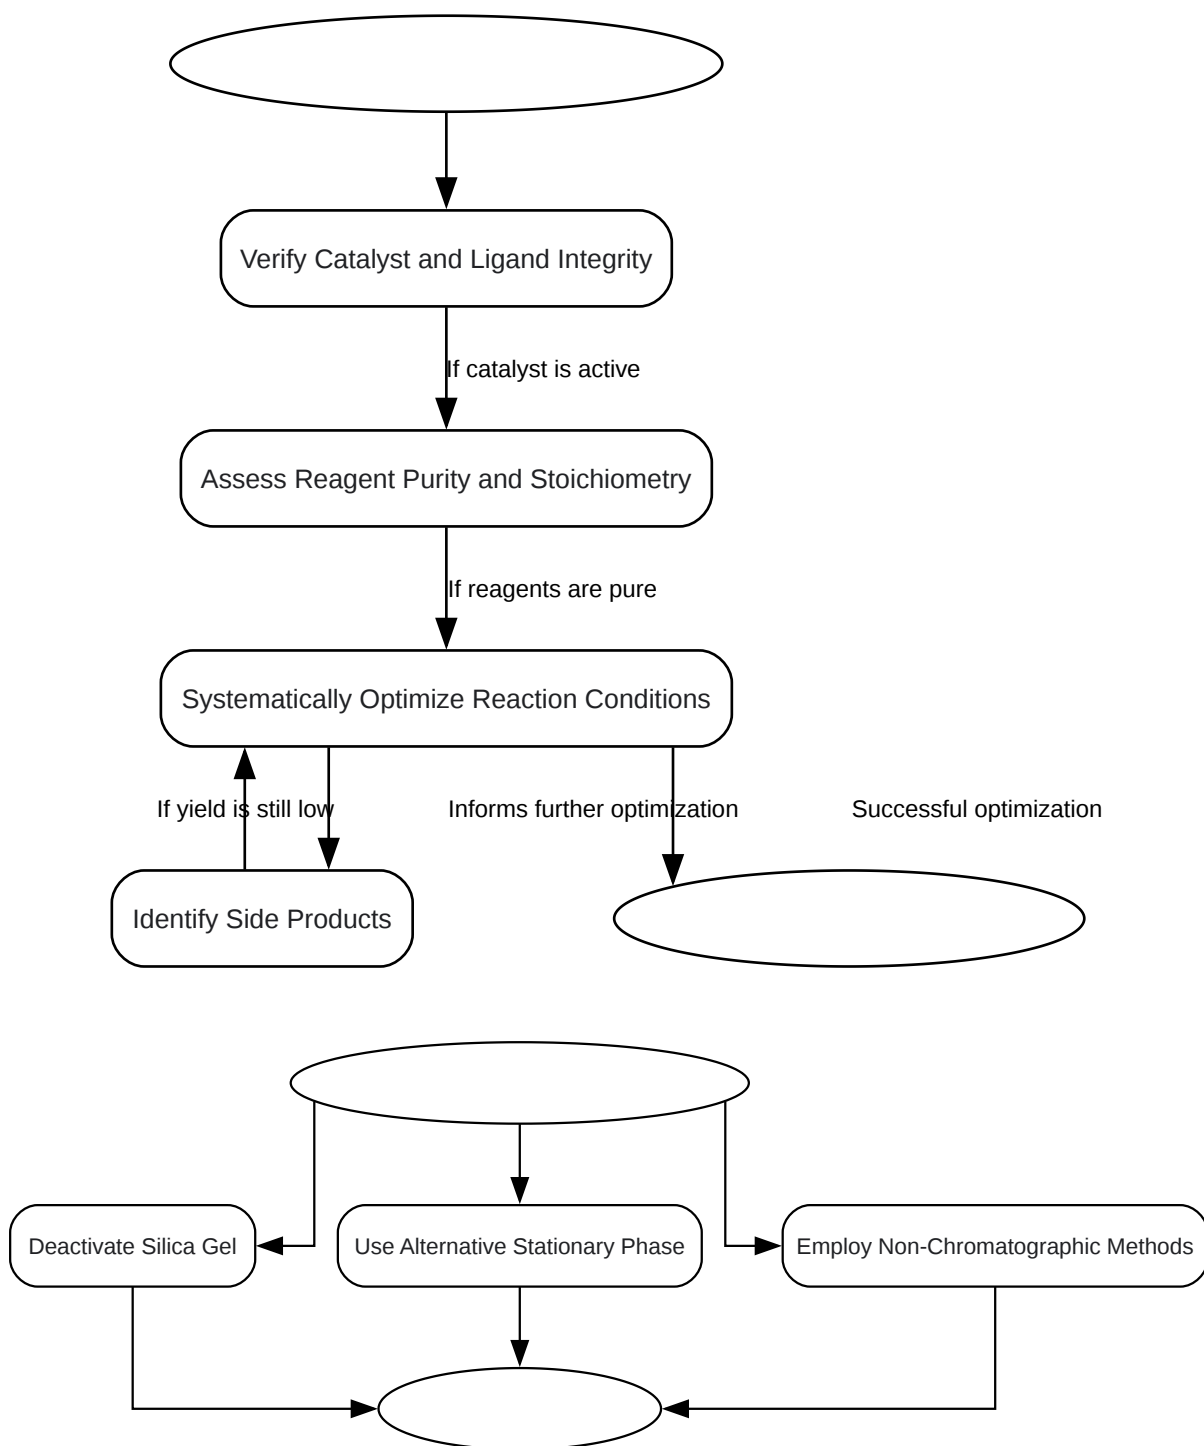 Verify Catalyst and Ligand Integrity
If catalyst is active
Assess Reagent Purity and Stoichiometry
If reagents are pure
Systematically Optimize Reaction Conditions
If yield is still low
Informs further optimization
Successful optimization
Identify Side Products
Deactivate Silica Gel
Use Alternative Stationary Phase
Employ Non-Chromatographic Methods